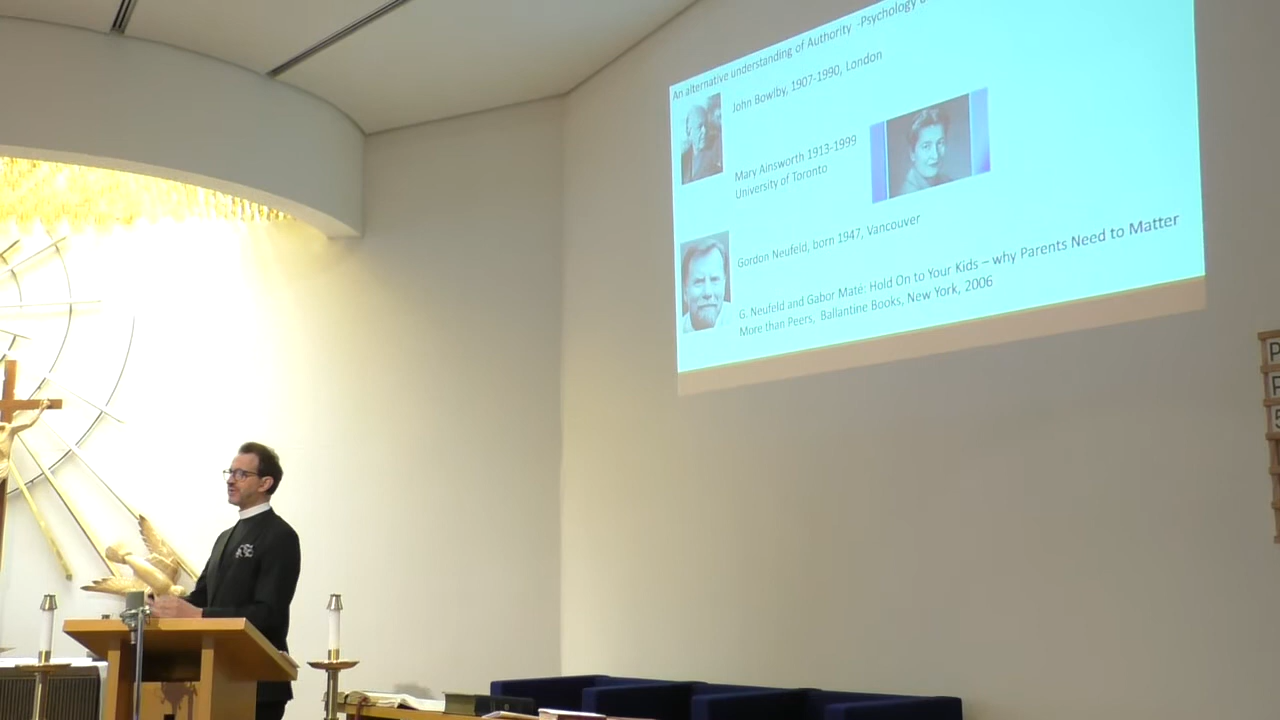 An alternative understanding of Authority -Psychology
John Bowlby, 1907-1990, London
Mary Ainsworth 1913-1999
University of Toronto
Gordon Neufeld, born 1947, Vancouver
G. Neufeld and Gabor Maté: Hold On to Your Kids – why Parents Need to Matter
More than Peers, Ballantine Books, New York, 2006
P
P